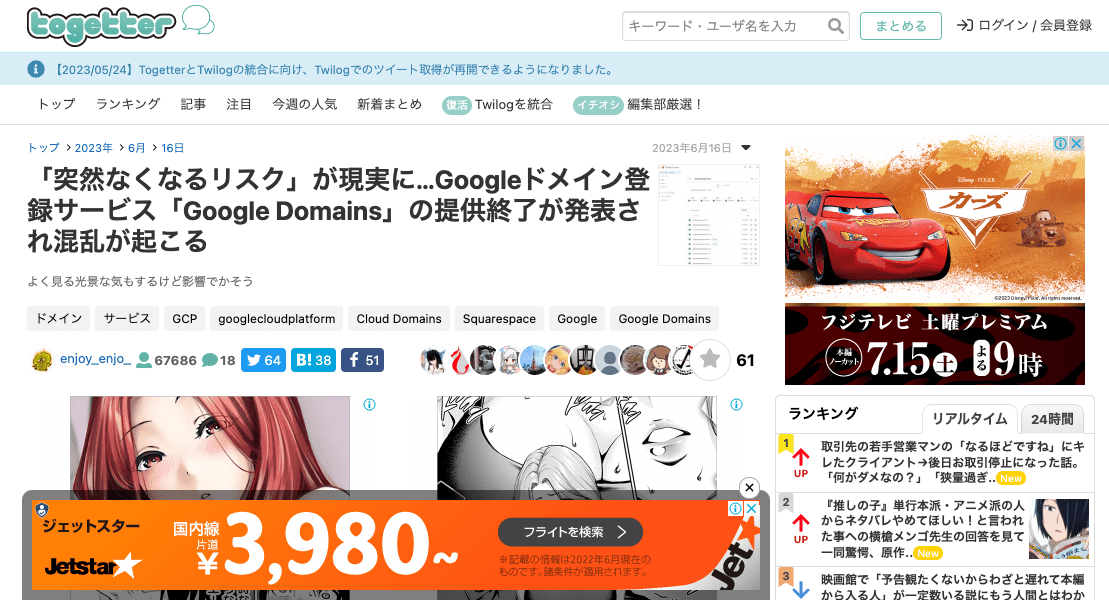 togetter
キーワード・ユーザ名を入力
まとめる
ログイン / 会員登録
【2023/05/24】TogetterとTwilogの統合に向け、Twilogでのツイート取得が再開できるようになりました。
トップ ランキング 記事 注目 今週の人気 新着まとめ 復活 Twilogを統合 イチオシ 編集部厳選！
トップ > 2023年 > 6月 > 16日
2023年6月16日
「突然なくなるリスク」が現実に...Googleドメイン登
録サービス「Google Domains」の提供終了が発表さ
れ混乱が起こる
よく見る光景な気もするけど影響でかそう
ドメイン サービス GCP googlecloudplatform Cloud Domains Squarespace Google Google Domains
enjoy_enjo_ 67686 18 64 B! 38 51
61
ジェットスター
Jetstar
国内線
片道
¥3,980~
フライトを検索
※記載の情報は2022年6月現在の
ものです。諸条件が適用されます。
Jet
Disney・PIXAR
カーズ
©2023 Disney/Pixar. All rights reserved.
フジテレビ 土曜プレミアム
本編
ノーカット
7.15土よる9時
ランキング
リアルタイム
24時間
1
UP
取引先の若手営業マンの「なるほどですね」にキ
レたクライアント→後日お取引停止になった話。
「何がダメなの？」「狭量過ぎ..New
2
UP
『推しの子』単行本派・アニメ派の人
からネタバレやめてほしい！と言われ
た事への横槍メンゴ先生の回答を見て
一同驚愕、原作..New
3
映画館で「予告観たくないからわざと遅れて本編
から入る人」が一定数いる説にもう人間とはわか